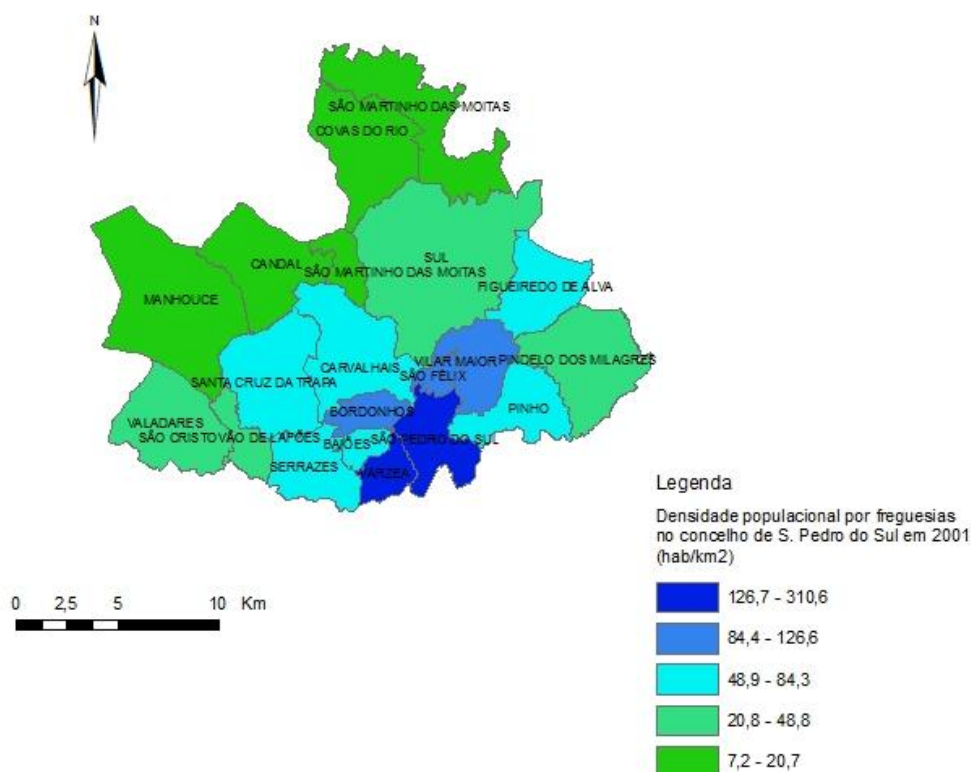 N
SÃO MARTINHO DAS MOITAS
COVAS DO RIO
SUL
CANDAL
SÃO MARTINHO DAS MOITAS
FIGUEIREDO DE ALVA
MANHOUCE
VILAR MAIOR
PINDELO DOS MILAGRES
CARVALHAIS
SÃO FÉLIX
SANTA CRUZ DA TRAPA
BORDONHOS
PINHO
VALADARES
SÃO CRISTOVÃO DE LAFÕES
BAIÕES
SÃO PEDRO DO SUL
SERRAZES
VÁRZEA
Legenda
Densidade populacional por freguesias
no concelho de S. Pedro do Sul em 2001
(hab/km2)
126,7 - 310,6
84,4 - 126,6
48,9 - 84,3
20,8 - 48,8
7,2 - 20,7
0 2,5 5 10 Km